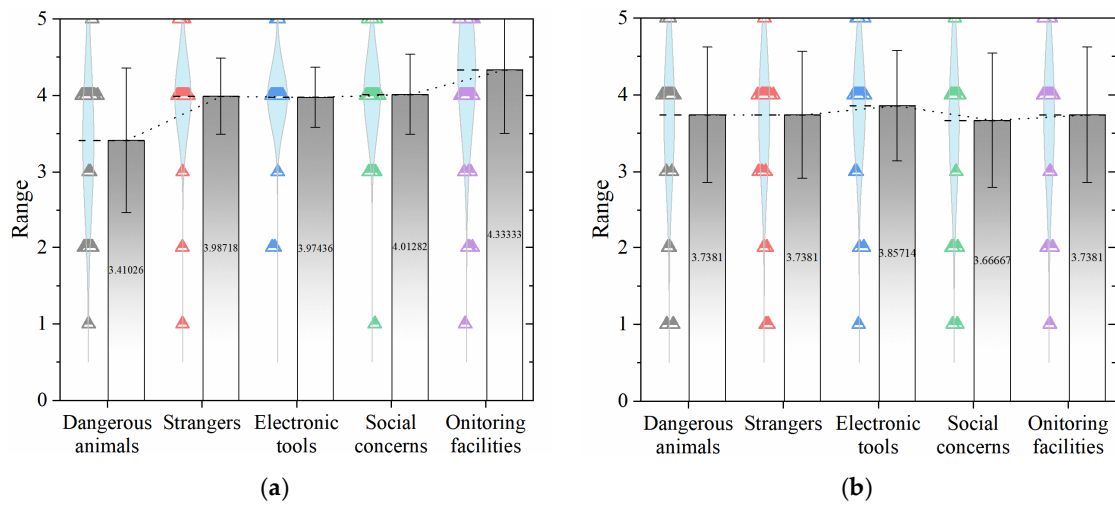 5
4
3
2
1
0
Range
3.41026
3.98718
3.97436
4.01282
4.33333
Dangerous
animals
Strangers
Electronic
tools
Social
concerns
Onitoring
facilities
(a)
5
4
3
2
1
0
Range
3.7381
3.7381
3.85714
3.66667
3.7381
Dangerous
animals
Strangers
Electronic
tools
Social
concerns
Onitoring
facilities
(b)